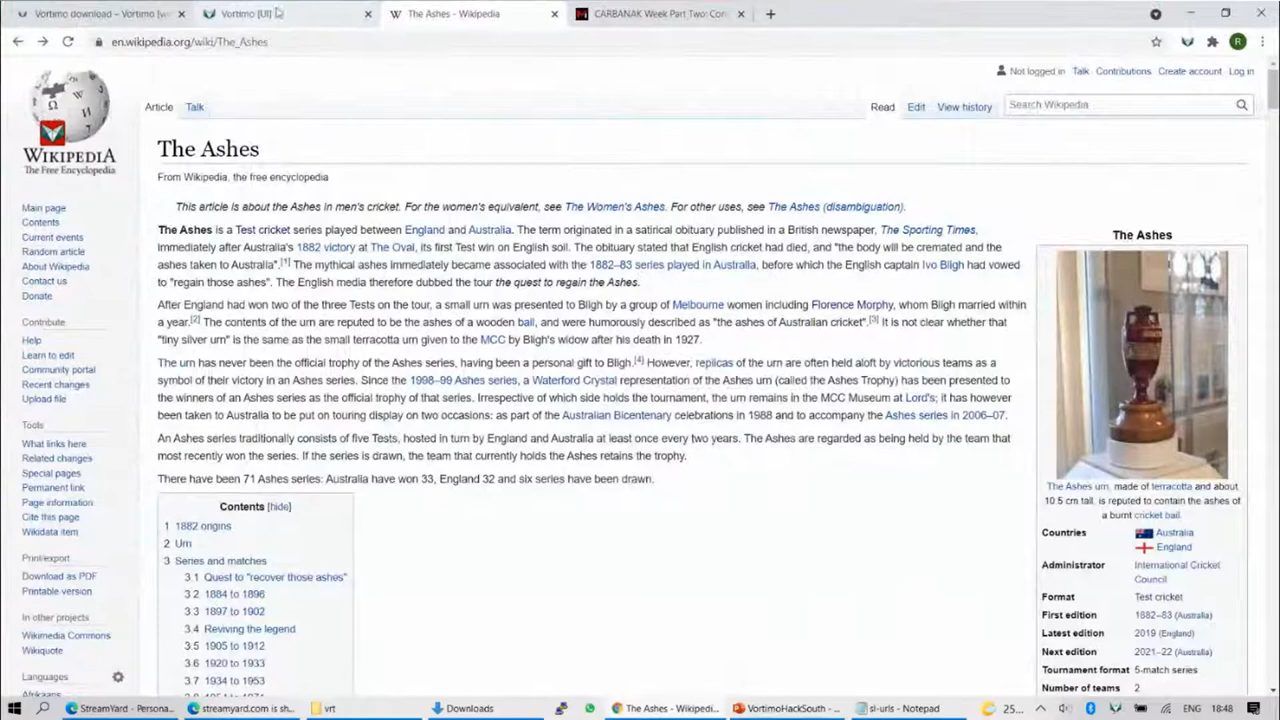 Vortimo download – Vortimo [w
Vortimo [UI]
The Ashes - Wikipedia
CARBANAK Week Part Two: Con
en.wikipedia.org/wiki/The_Ashes
R
Not logged in Talk Contributions Create account Log in
Article Talk
Read Edit View history
Search Wikipedia
WIKIPEDIA
The Free Encyclopedia
Main page
Contents
Current events
Random article
About Wikipedia
Contact us
Donate
Contribute
Help
Learn to edit
Community portal
Recent changes
Upload file
Tools
What links here
Related changes
Special pages
Permanent link
Page information
Cite this page
Wikidata item
Print/export
Download as PDF
Printable version
In other projects
Wikimedia Commons
Wikiquote
Languages
Afrikaans
The Ashes
From Wikipedia, the free encyclopedia
This article is about the Ashes in men's cricket. For the women's equivalent, see The Women's Ashes. For other uses, see The Ashes (disambiguation).
The Ashes is a Test cricket series played between England and Australia. The term originated in a satirical obituary published in a British newspaper, The Sporting Times,
immediately after Australia's 1882 victory at The Oval, its first Test win on English soil. The obituary stated that English cricket had died, and "the body will be cremated and the
ashes taken to Australia".[1] The mythical ashes immediately became associated with the 1882–83 series played in Australia, before which the English captain Ivo Bligh had vowed
to "regain those ashes". The English media therefore dubbed the tour the quest to regain the Ashes.
After England had won two of the three Tests on the tour, a small urn was presented to Bligh by a group of Melbourne women including Florence Morphy, whom Bligh married within
a year.[2] The contents of the urn are reputed to be the ashes of a wooden bail, and were humorously described as "the ashes of Australian cricket".[3] It is not clear whether that
"tiny silver urn" is the same as the small terracotta urn given to the MCC by Bligh's widow after his death in 1927.
The urn has never been the official trophy of the Ashes series, having been a personal gift to Bligh.[4] However, replicas of the urn are often held aloft by victorious teams as a
symbol of their victory in an Ashes series. Since the 1998–99 Ashes series, a Waterford Crystal representation of the Ashes urn (called the Ashes Trophy) has been presented to
the winners of an Ashes series as the official trophy of that series. Irrespective of which side holds the tournament, the urn remains in the MCC Museum at Lord's; it has however
been taken to Australia to be put on touring display on two occasions: as part of the Australian Bicentenary celebrations in 1988 and to accompany the Ashes series in 2006–07.
An Ashes series traditionally consists of five Tests, hosted in turn by England and Australia at least once every two years. The Ashes are regarded as being held by the team that
most recently won the series. If the series is drawn, the team that currently holds the Ashes retains the trophy.
There have been 71 Ashes series: Australia have won 33, England 32 and six series have been drawn.
Contents [hide]
1 1882 origins
2 Urn
3 Series and matches
3.1 Quest to "recover those ashes"
3.2 1884 to 1896
3.3 1897 to 1902
3.4 Reviving the legend
3.5 1905 to 1912
3.6 1920 to 1933
3.7 1934 to 1953
The Ashes
The Ashes urn, made of terracotta and about
10.5 cm tall, is reputed to contain the ashes of
a burnt cricket bail.
Countries Australia
England
Administrator International Cricket
Council
Format Test cricket
First edition 1882–83 (Australia)
Latest edition 2019 (England)
Next edition 2021–22 (Australia)
Tournament format 5-match series
Number of teams 2
StreamYard - Persona...
streamyard.com is sh...
vrt
Downloads
The Ashes - Wikipedi...
VortimoHackSouth - ...
sl-urls - Notepad
25...
ENG
18:48